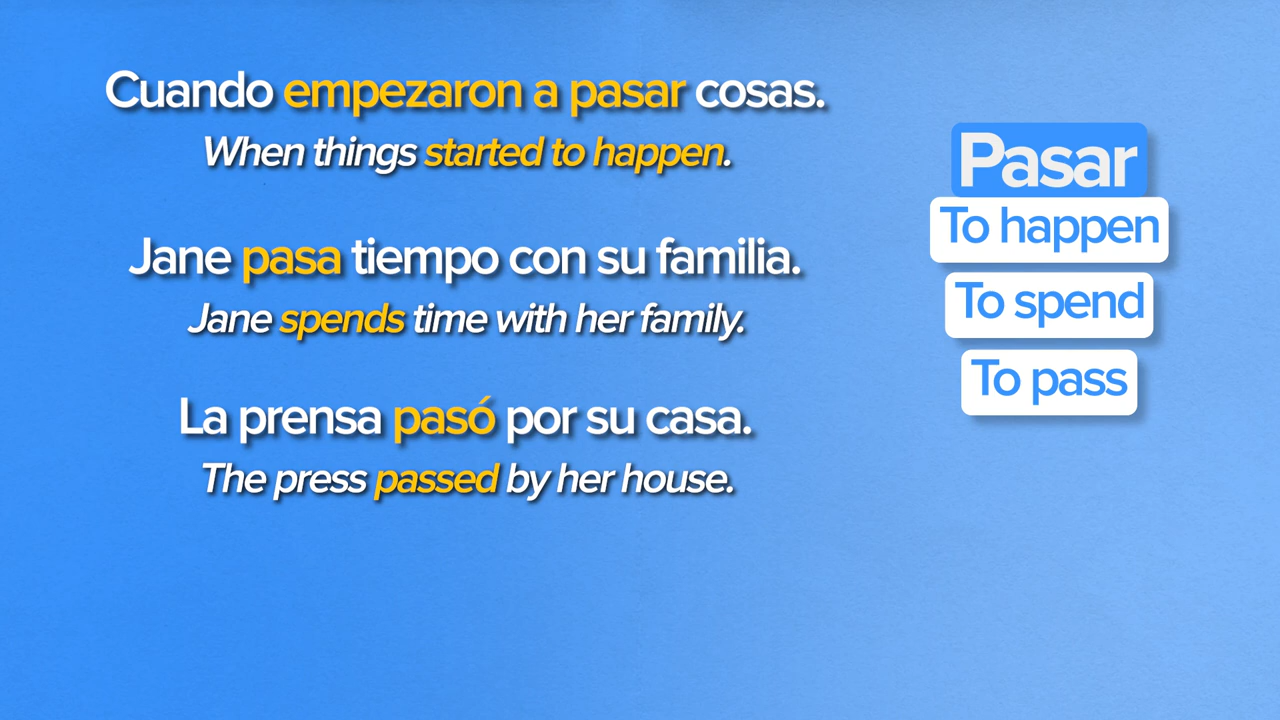 Cuando empezaron a pasar cosas.
When things started to happen.
Jane pasa tiempo con su familia.
Jane spends time with her family.
La prensa pasó por su casa.
The press passed by her house.
Pasar
To happen
To spend
To pass